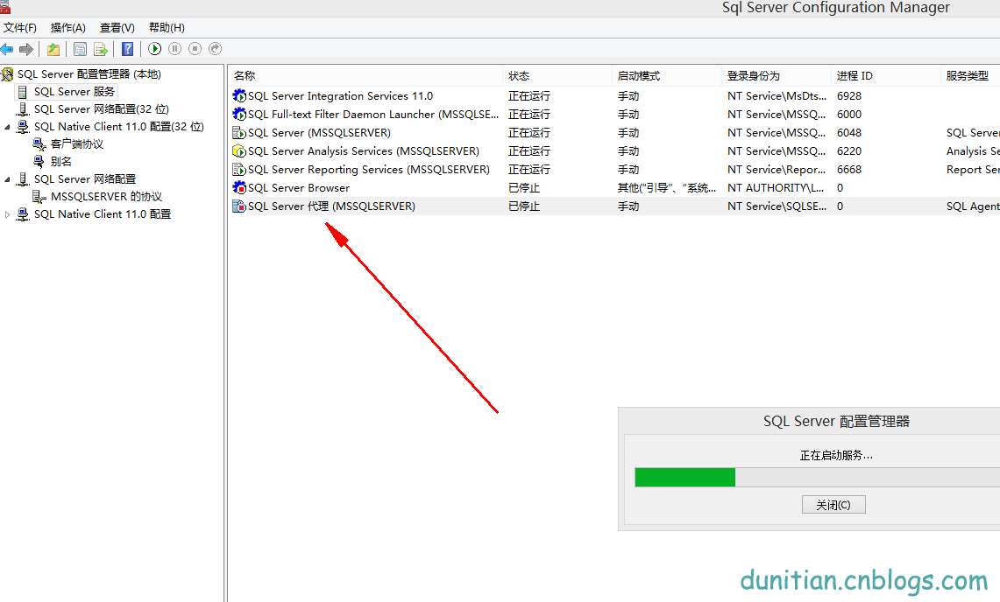 Sql Server Configuration Manager
文件(F) 操作(A) 查看(V) 帮助(H)
SQL Server 配置管理器 (本地)
SQL Server 服务
SQL Server 网络配置(32 位)
SQL Native Client 11.0 配置(32 位)
客户端协议
别名
SQL Server 网络配置
MSSQLSERVER 的协议
SQL Native Client 11.0 配置
名称 状态 启动模式 登录身份为 进程 ID 服务类型
SQL Server Integration Services 11.0 正在运行 手动 NT Service\MsDts... 6928
SQL Full-text Filter Daemon Launcher (MSSQLSE... 正在运行 手动 NT Service\MSSQ... 6000
SQL Server (MSSQLSERVER) 正在运行 手动 NT Service\MSSQ... 6048 SQL Server
SQL Server Analysis Services (MSSQLSERVER) 正在运行 手动 NT Service\MSSQ... 6220 Analysis Se
SQL Server Reporting Services (MSSQLSERVER) 正在运行 手动 NT Service\Repor... 6668 Report Ser
SQL Server Browser 已停止 其他("引导"、"系统... NT AUTHORITY\L... 0
SQL Server 代理 (MSSQLSERVER) 已停止 手动 NT Service\SQLSE... 0 SQL Agent
SQL Server 配置管理器
正在启动服务...
关闭(C)
dunitian.cnblogs.com